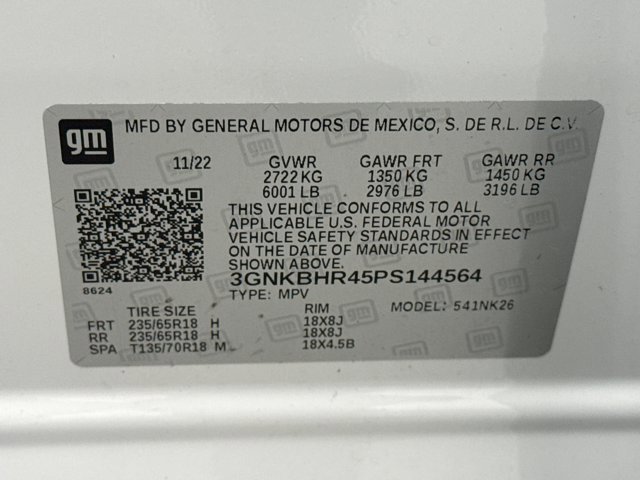 gm MFD BY GENERAL MOTORS DE MEXICO, S. DE R.L. DE C.V.
11/22 GVWR GAWR FRT GAWR RR
2722 KG 1350 KG 1450 KG
6001 LB 2976 LB 3196 LB
THIS VEHICLE CONFORMS TO ALL
APPLICABLE U.S. FEDERAL MOTOR
VEHICLE SAFETY STANDARDS IN EFFECT
ON THE DATE OF MANUFACTURE
SHOWN ABOVE.
3GNKBHR45PS144564
8624
TYPE: MPV MODEL: 541NK26
TIRE SIZE RIM
FRT 235/65R18 H 18X8J
RR 235/65R18 H 18X8J
SPA T135/70R18 M 18X4.5B